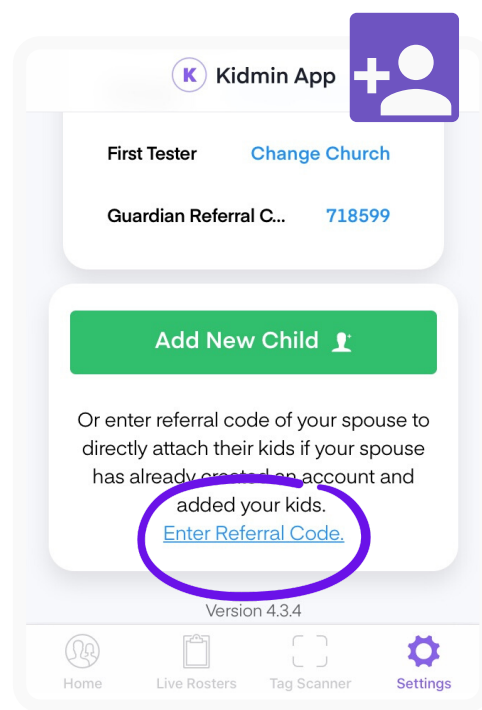 K Kidmin App
First Tester Change Church
Guardian Referral C... 718599
Add New Child
Or enter referral code of your spouse to
directly attach their kids if your spouse
has already created an account and
added your kids.
Enter Referral Code.
Version 4.3.4
Home Live Rosters Tag Scanner Settings